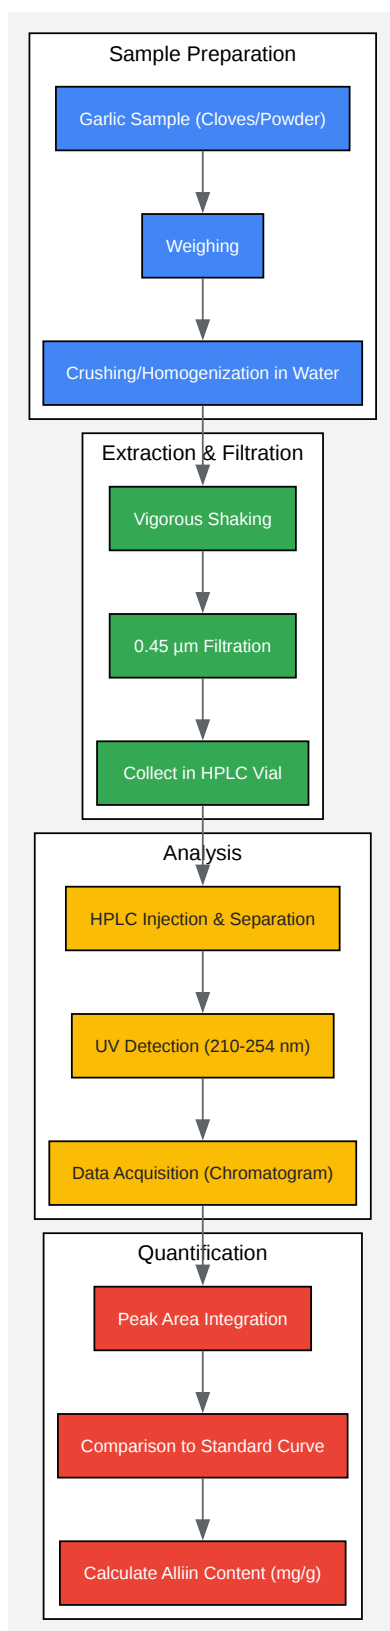 Sample Preparation
Garlic Sample (Cloves/Powder)
Weighing
Crushing/Homogenization in Water
Extraction & Filtration
Vigorous Shaking
0.45 µm Filtration
Collect in HPLC Vial
Analysis
HPLC Injection & Separation
UV Detection (210-254 nm)
Data Acquisition (Chromatogram)
Quantification
Peak Area Integration
Comparison to Standard Curve
Calculate Alliin Content (mg/g)